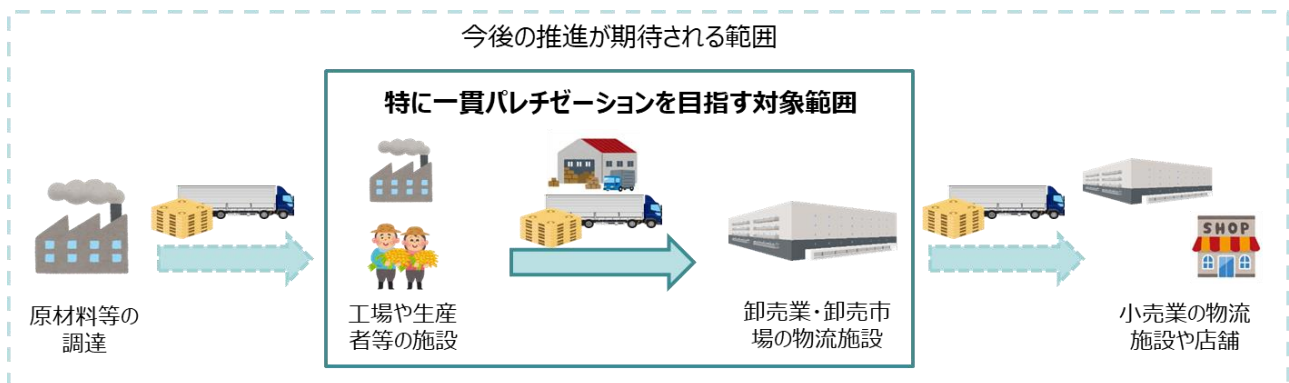 今後の推進が期待される範囲
特に一貫パレチゼーションを目指す対象範囲
SHOP
原材料等の
調達
工場や生産
者等の施設
卸売業・卸売市
場の物流施設
小売業の物流
施設や店舗